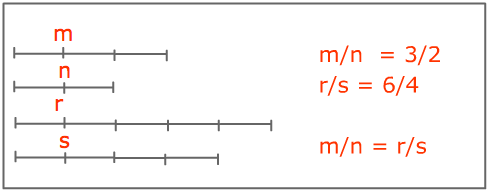 m
n
r
s
m/n = 3/2
r/s = 6/4
m/n = r/s